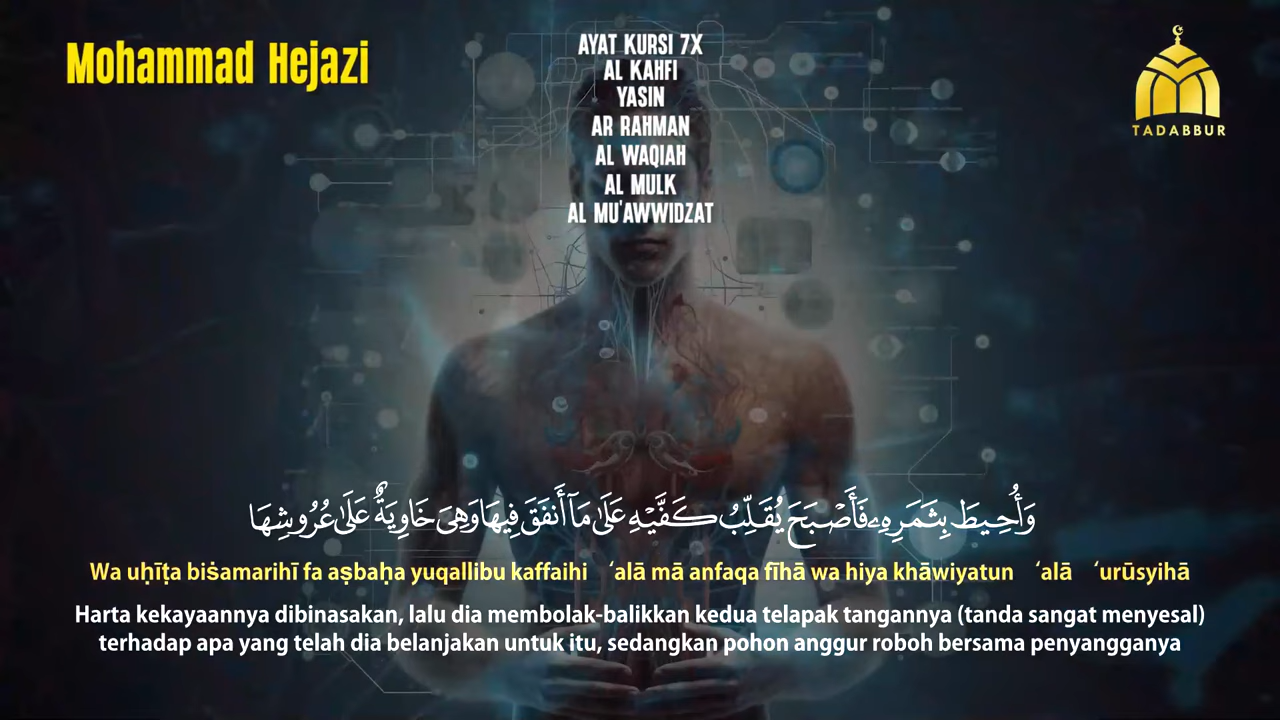 Mohammad Hejazi
AYAT KURSI 7X
AL KAHFI
YASIN
AR RAHMAN
AL WAQIAH
AL MULK
AL MU'AWWIDZAT
TADABBUR
وَأُحِيطَ بِثَمَرِهِۦ فَأَصْبَحَ يُقَلِّبُ كَفَّيْهِ عَلَىٰ مَآ أَنفَقَ فِيهَا وَهِىَ خَاوِيَةٌ عَلَىٰ عُرُوشِهَا
Wa uḥīṭa biṡamarihī fa aṣbaḥa yuqallibu kaffaihi ‘alā mā anfaqa fīhā wa hiya khāwiyatun ‘alā ‘urūsyihā
Harta kekayaannya dibinasakan, lalu dia membolak-balikkan kedua telapak tangannya (tanda sangat menyesal)
terhadap apa yang telah dia belanjakan untuk itu, sedangkan pohon anggur roboh bersama penyangganya